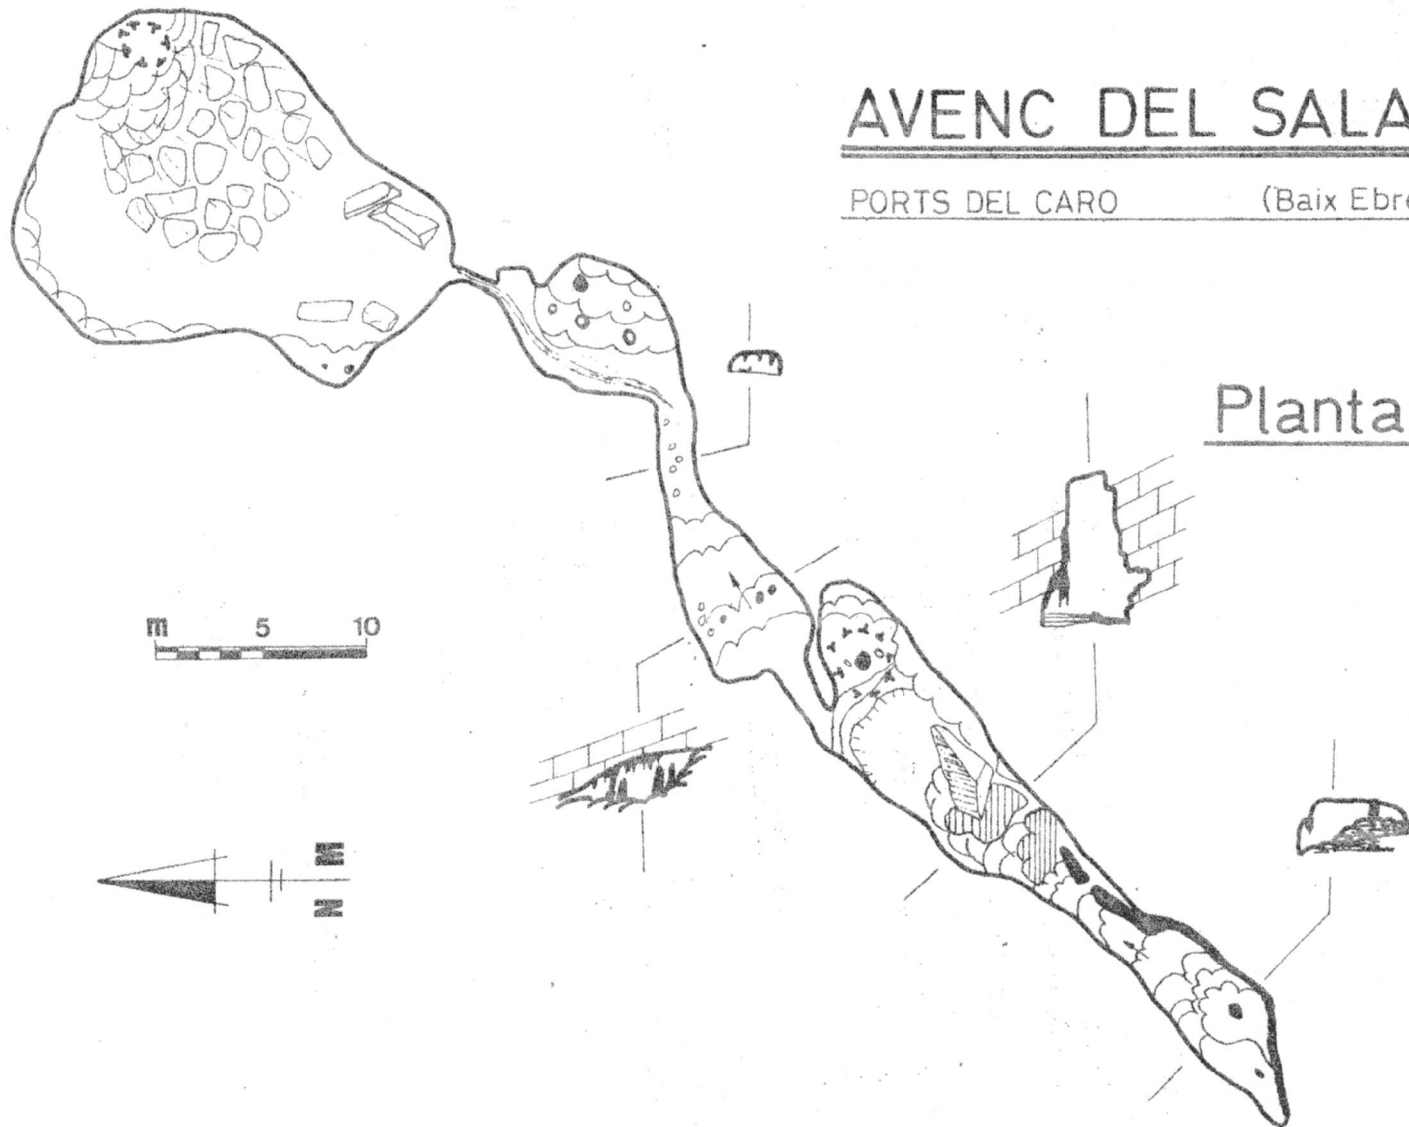 AVENC DEL SALA
PORTS DEL CARO (Baix Ebre
Planta
m 5 10
N M